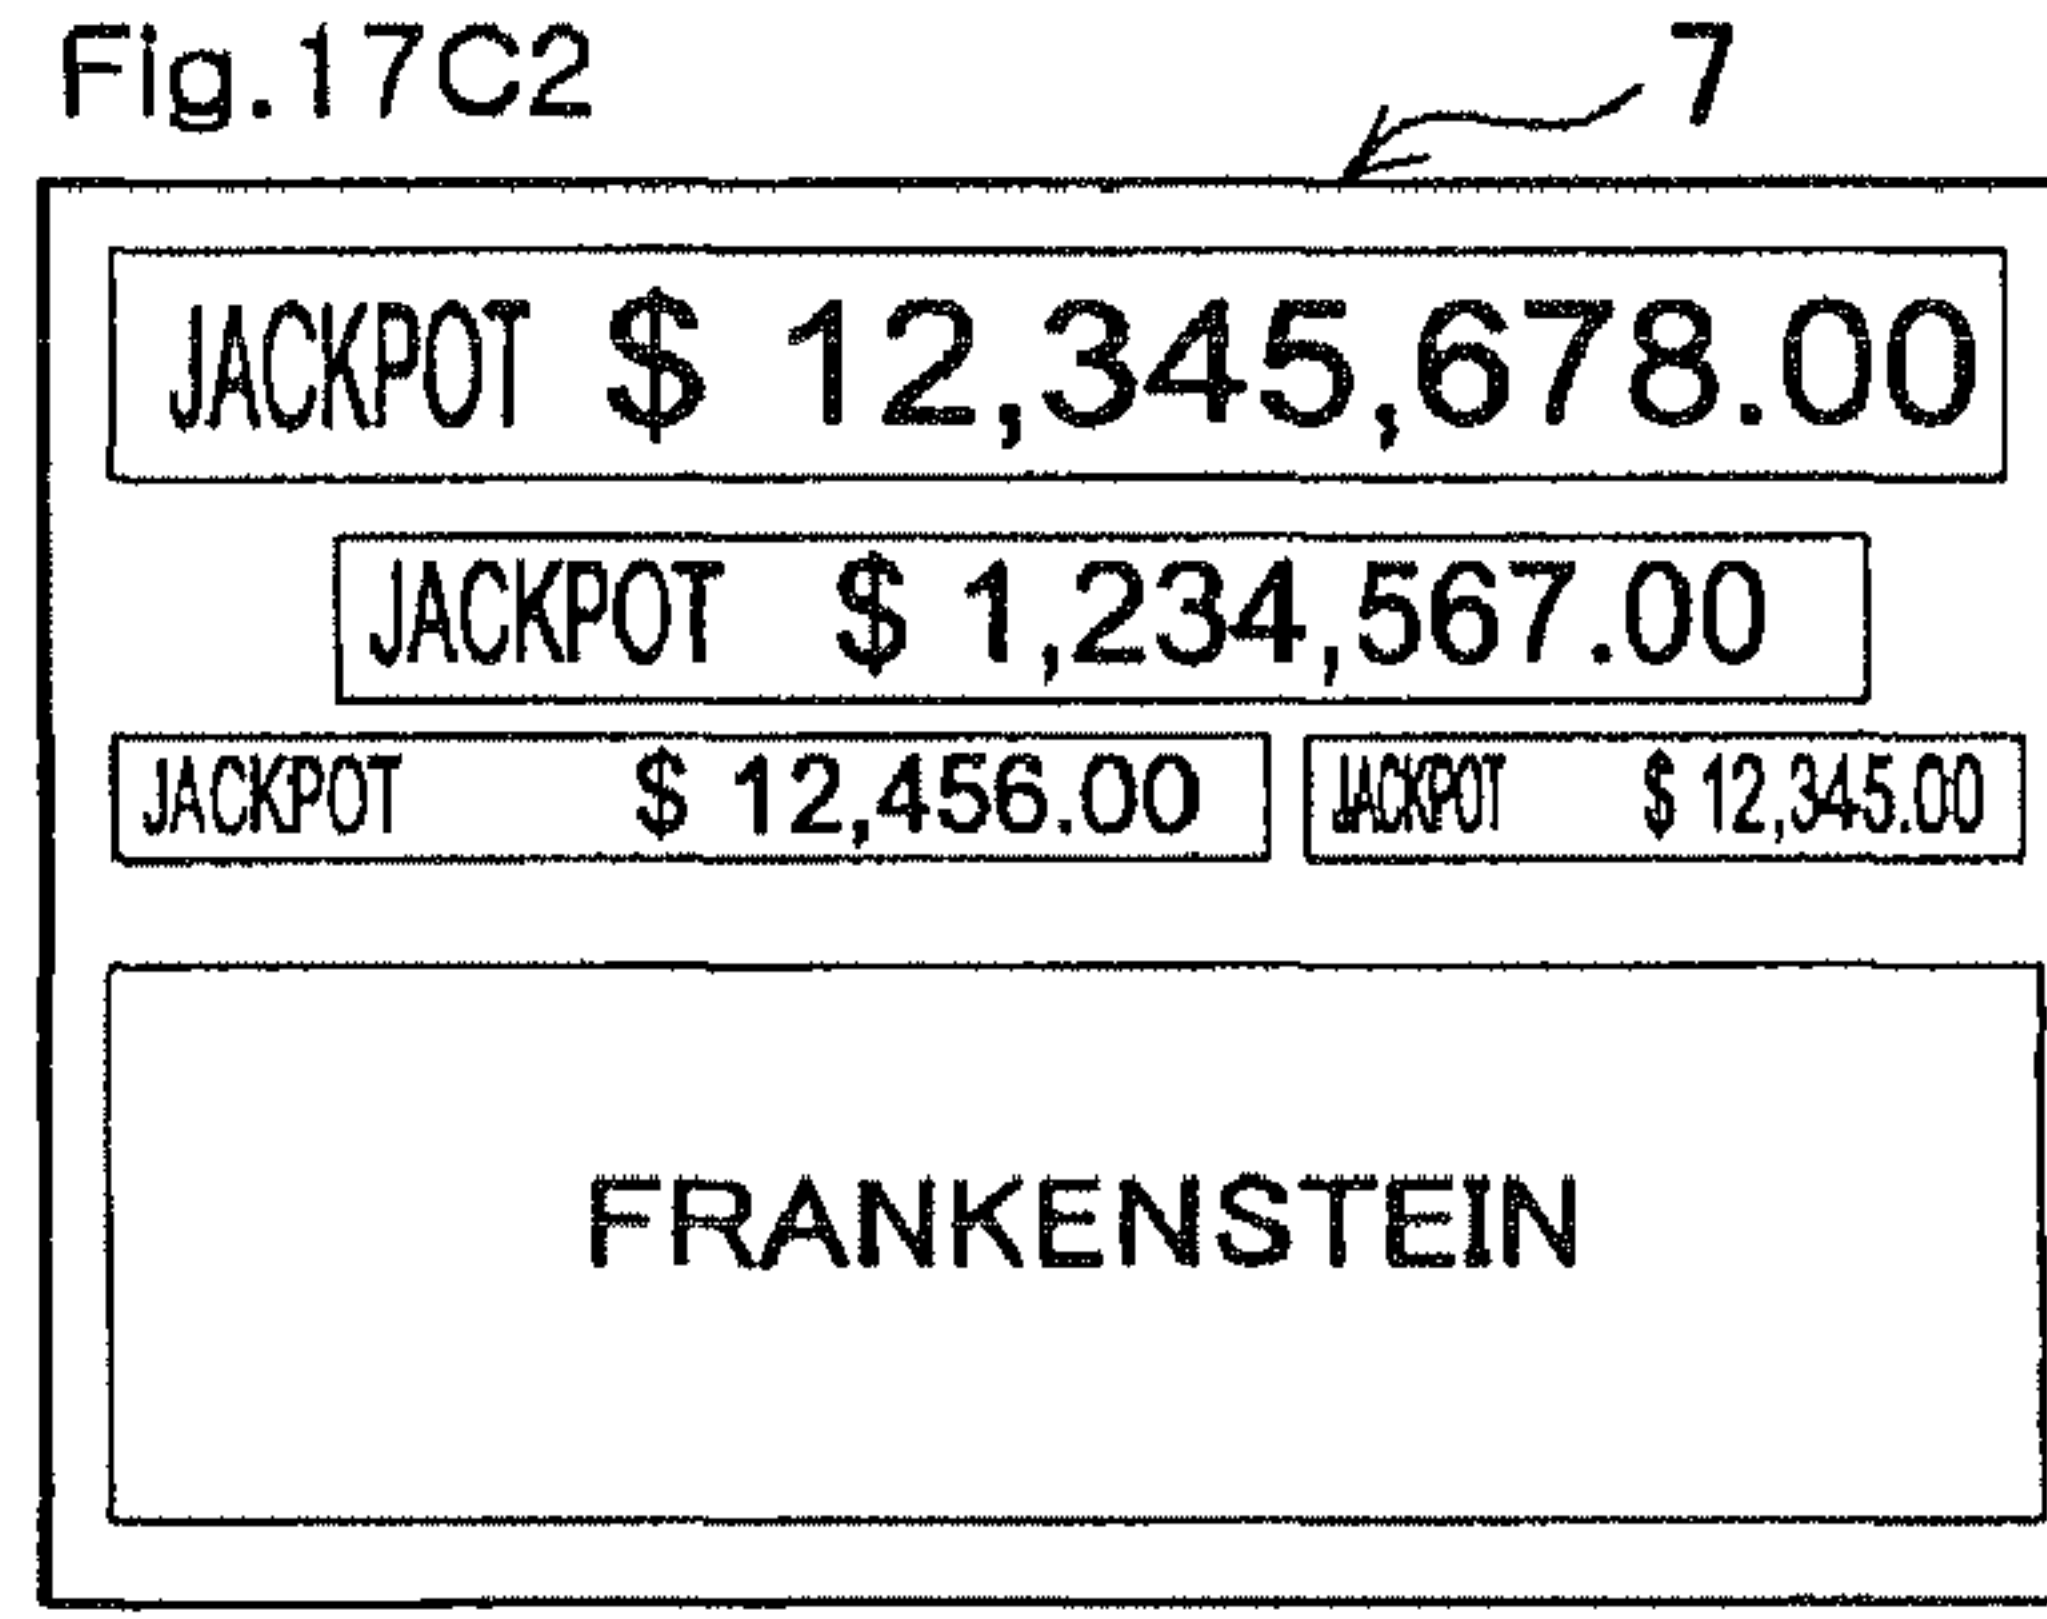 Fig.17C2
7
JACKPOT $ 12,345,678.00
JACKPOT $ 1,234,567.00
JACKPOT $ 12,456.00
JACKPOT $ 12,345.00
FRANKENSTEIN